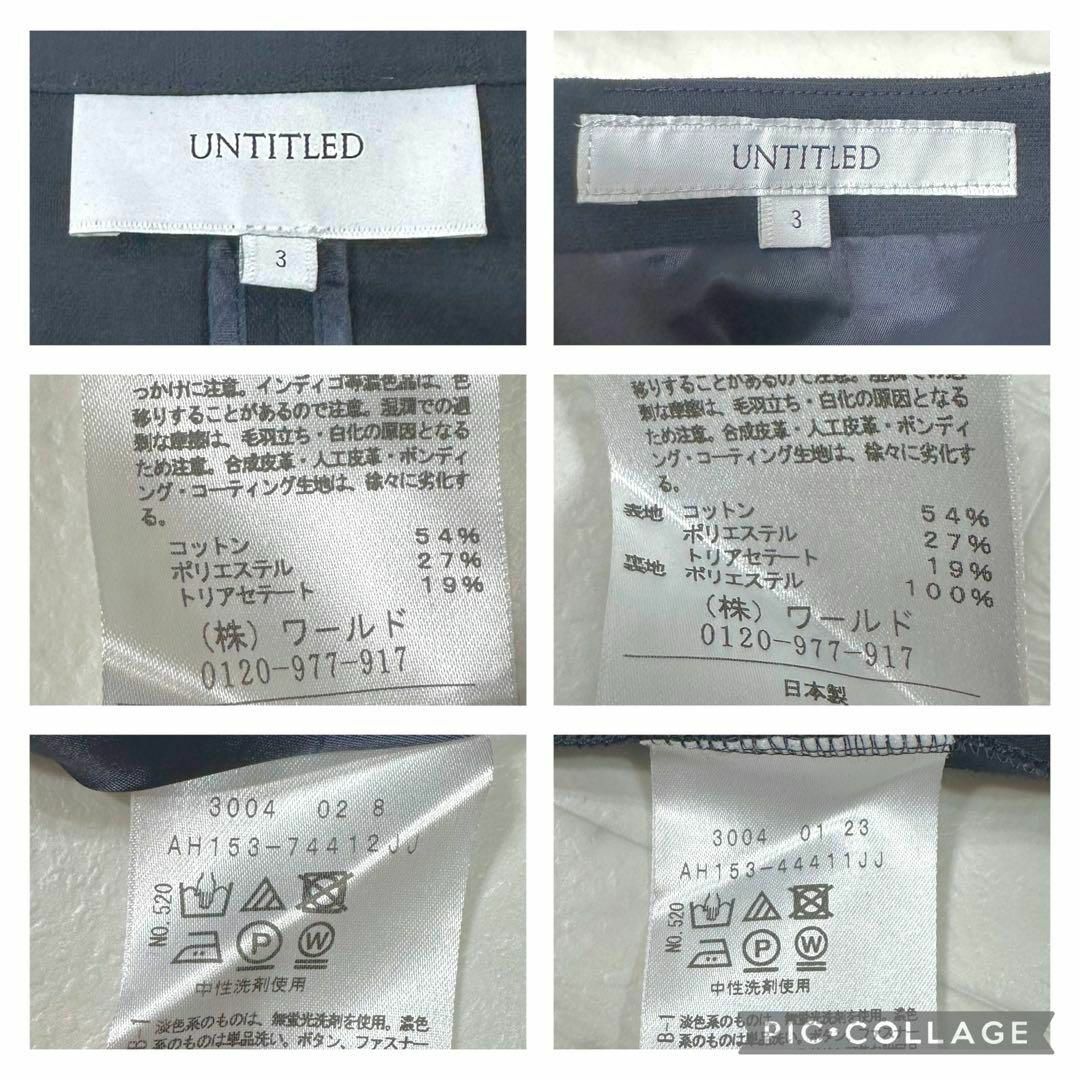 UNTITLED
3
UNTITLED
3
っかけに注意。インディゴ等濃色品は、色
移りすることがあるので注意。湿潤での過
剰な摩擦は、毛羽立ち・白化の原因となる
ため注意。合成皮革・人工皮革・ボンディ
ング・コーティング生地は、徐々に劣化す
る。
コットン 54%
ポリエステル 27%
トリアセテート 19%
(株) ワールド
0120-977-917
移りすることがあるので注意。湿潤での過
剰な摩擦は、毛羽立ち・白化の原因となる
ため注意。合成皮革・人工皮革・ボンディ
ング・コーティング生地は、徐々に劣化す
る。
表地 コットン 54%
ポリエステル 27%
トリアセテート 19%
裏地 ポリエステル 100%
(株) ワールド
0120-977-917
日本製
3004 02 8
AH153-74412JJ
NO.520
P W
中性洗剤使用
B-1 淡色系のものは、無蛍光洗剤を使用。濃色
系のものは単品洗い。ボタン、ファスナー
3004 01 23
AH153-44411JJ
NO.520
P W
中性洗剤使用
B-1 淡色系のものは、無蛍光洗剤を使用。濃色
系のものは
PIC•COLLAGE